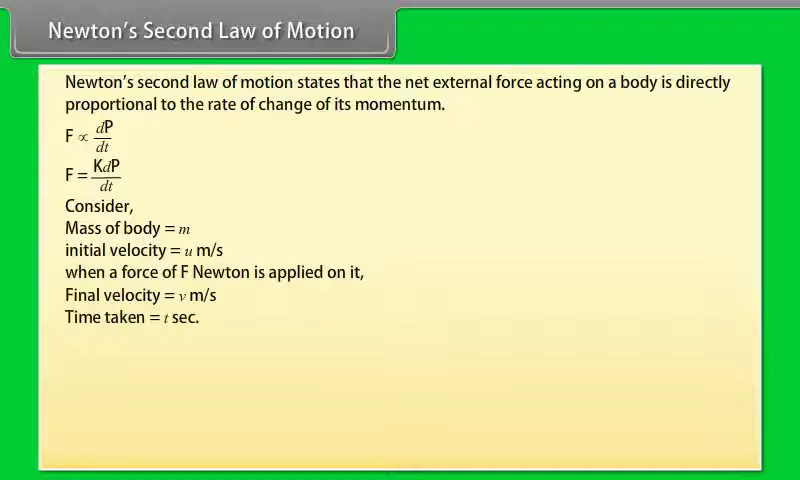 Newton's Second Law of Motion
Newton's second law of motion states that the net external force acting on a body is directly
proportional to the rate of change of its momentum.
F ∝ dP/dt
F = KdP/dt
Consider,
Mass of body = m
initial velocity = u m/s
when a force of F Newton is applied on it,
Final velocity = v m/s
Time taken = t sec.